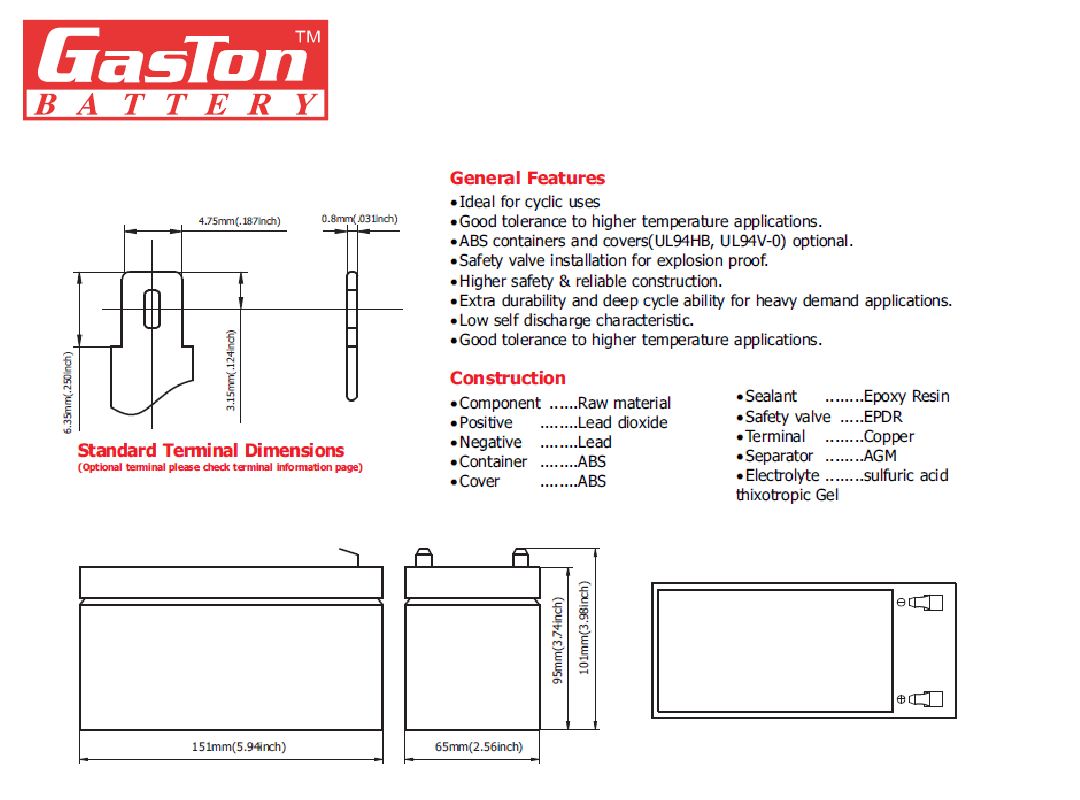 GasTon TM
BATTERY
General Features
•Ideal for cyclic uses
•Good tolerance to higher temperature applications.
•ABS containers and covers(UL94HB, UL94V-0) optional.
•Safety valve installation for explosion proof.
•Higher safety & reliable construction.
•Extra durability and deep cycle ability for heavy demand applications.
•Low self discharge characteristic.
•Good tolerance to higher temperature applications.
4.75mm(.187inch)
0.8mm(.031inch)
6.35mm(.250inch)
3.15mm(.124inch)
Standard Terminal Dimensions
(Optional terminal please check terminal information page)
Construction
•Component ......Raw material
•Positive ........Lead dioxide
•Negative ........Lead
•Container ........ABS
•Cover ........ABS
•Sealant ........Epoxy Resin
•Safety valve .....EPDR
•Terminal ........Copper
•Separator ........AGM
•Electrolyte ........sulfuric acid
thixotropic Gel
151mm(5.94inch)
65mm(2.56inch)
95mm(3.74inch)
101mm(3.98inch)
⊖
⊕